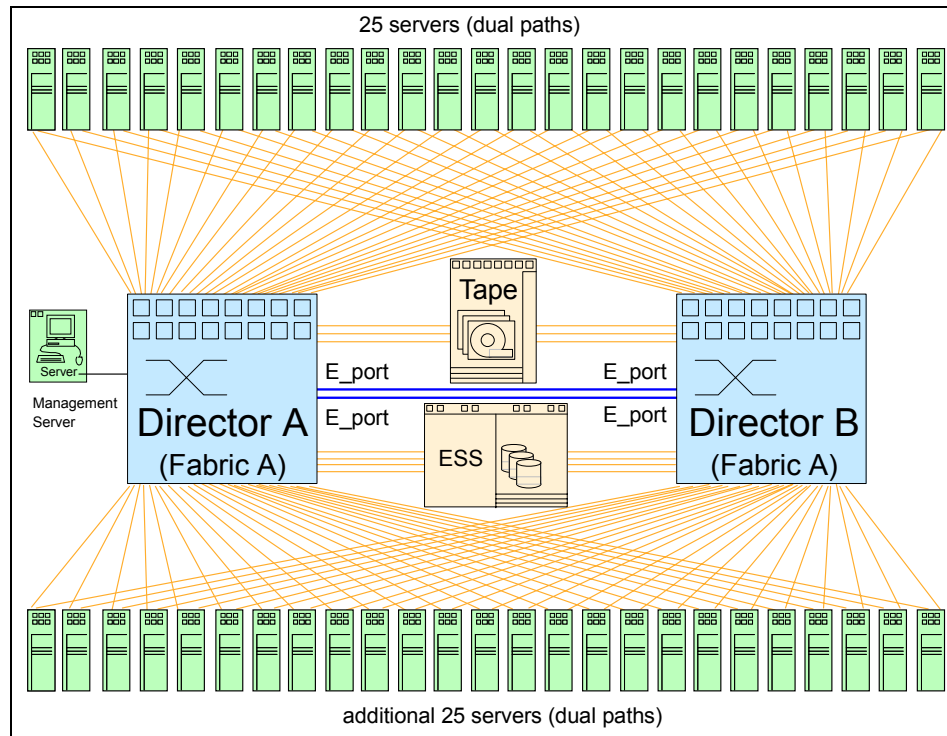 25 servers (dual paths)
Tape
E_port
E_port
Server
Management
Server
Director A
(Fabric A)
E_port
E_port
ESS
Director B
(Fabric A)
additional 25 servers (dual paths)